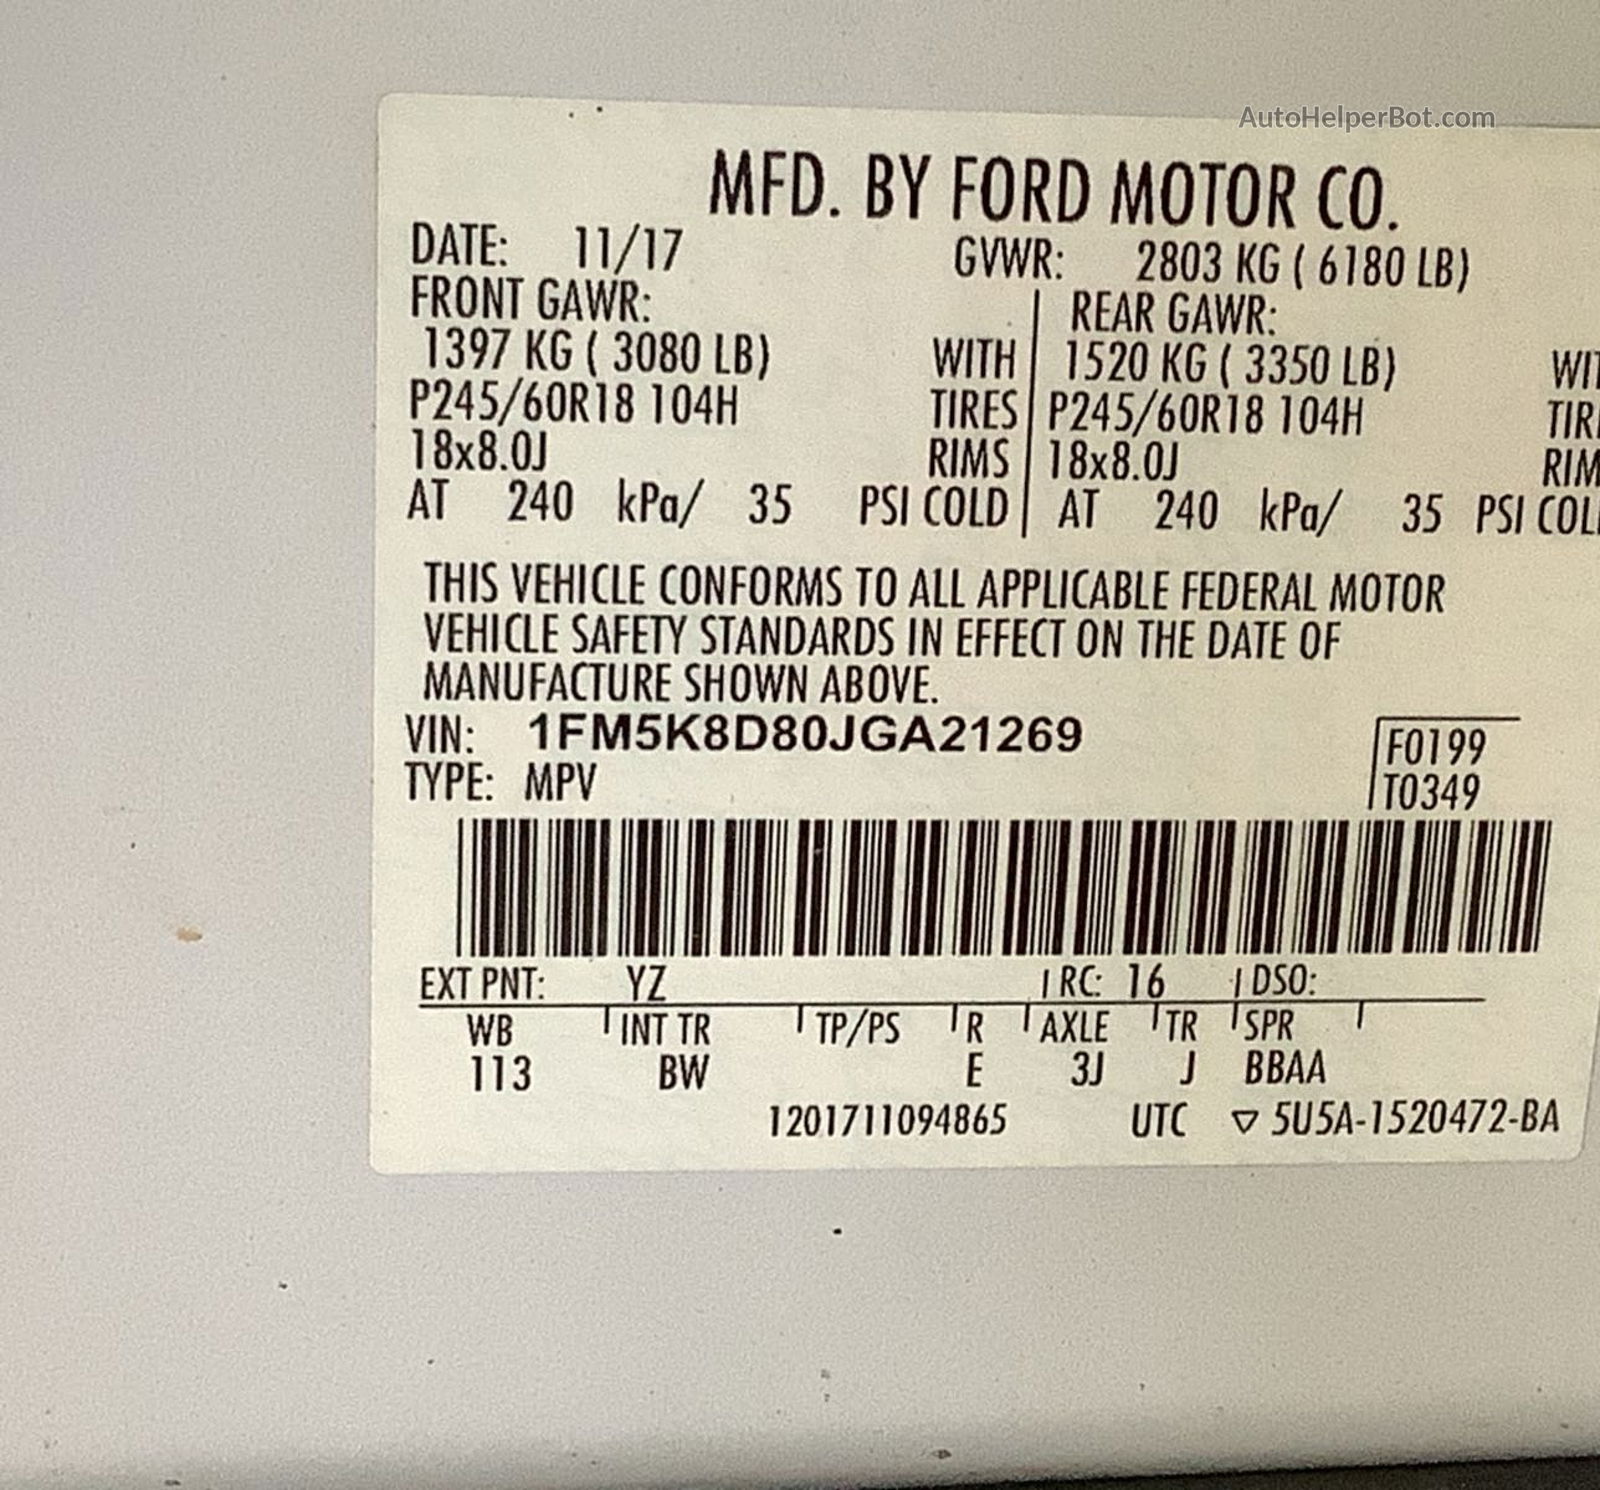 AutoHelperBot.com
MFD. BY FORD MOTOR CO.
DATE: 11/17 GVWR: 2803 KG ( 6180 LB)
FRONT GAWR: REAR GAWR:
1397 KG ( 3080 LB) WITH 1520 KG ( 3350 LB) WIT
P245/60R18 104H TIRES P245/60R18 104H TIRE
18x8.0J RIMS 18x8.0J RIM
AT 240 kPa/ 35 PSI COLD AT 240 kPa/ 35 PSI COL
THIS VEHICLE CONFORMS TO ALL APPLICABLE FEDERAL MOTOR
VEHICLE SAFETY STANDARDS IN EFFECT ON THE DATE OF
MANUFACTURE SHOWN ABOVE.
VIN: 1FM5K8D80JGA21269 F0199
TYPE: MPV T0349
EXT PNT: YZ RC: 16 DSO:
WB INT TR TP/PS R AXLE TR SPR
113 BW E 3J J BBAA
1201711094865 UTC ▽ 5U5A-1520472-BA